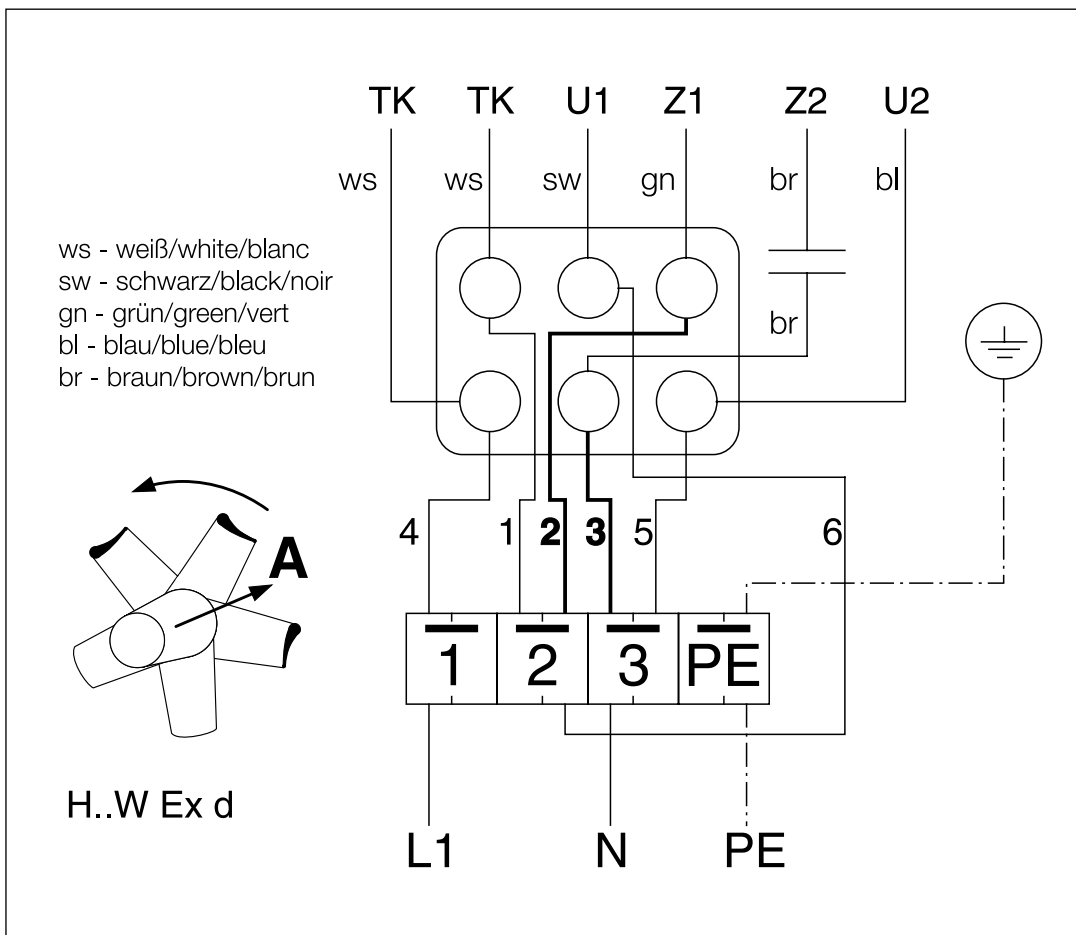 TK TK U1 Z1 Z2 U2
ws ws sw gn br bl
ws - weiß/white/blanc
sw - schwarz/black/noir
gn - grün/green/vert
bl - blau/blue/bleu
br - braun/brown/brun
br
A
4 1 2 3 5 6
1 2 3 PE
H..W Ex d
L1 N PE